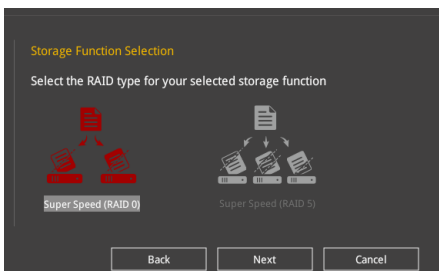 Storage Function Selection
Select the RAID type for your selected storage function
Super Speed (RAID 0)
Super Speed (RAID 5)
Back
Next
Cancel